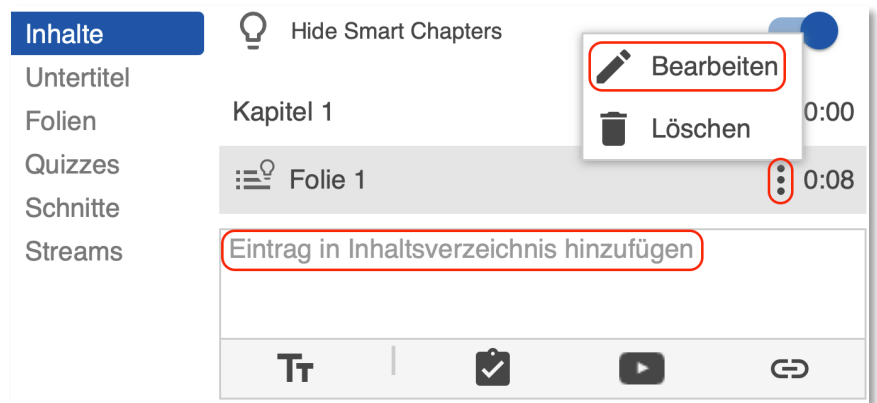 Inhalte
Untertitel
Folien
Quizzes
Schnitte
Streams
Hide Smart Chapters
Bearbeiten
Löschen
Kapitel 1
0:00
Folie 1
0:08
Eintrag in Inhaltsverzeichnis hinzufügen
TT